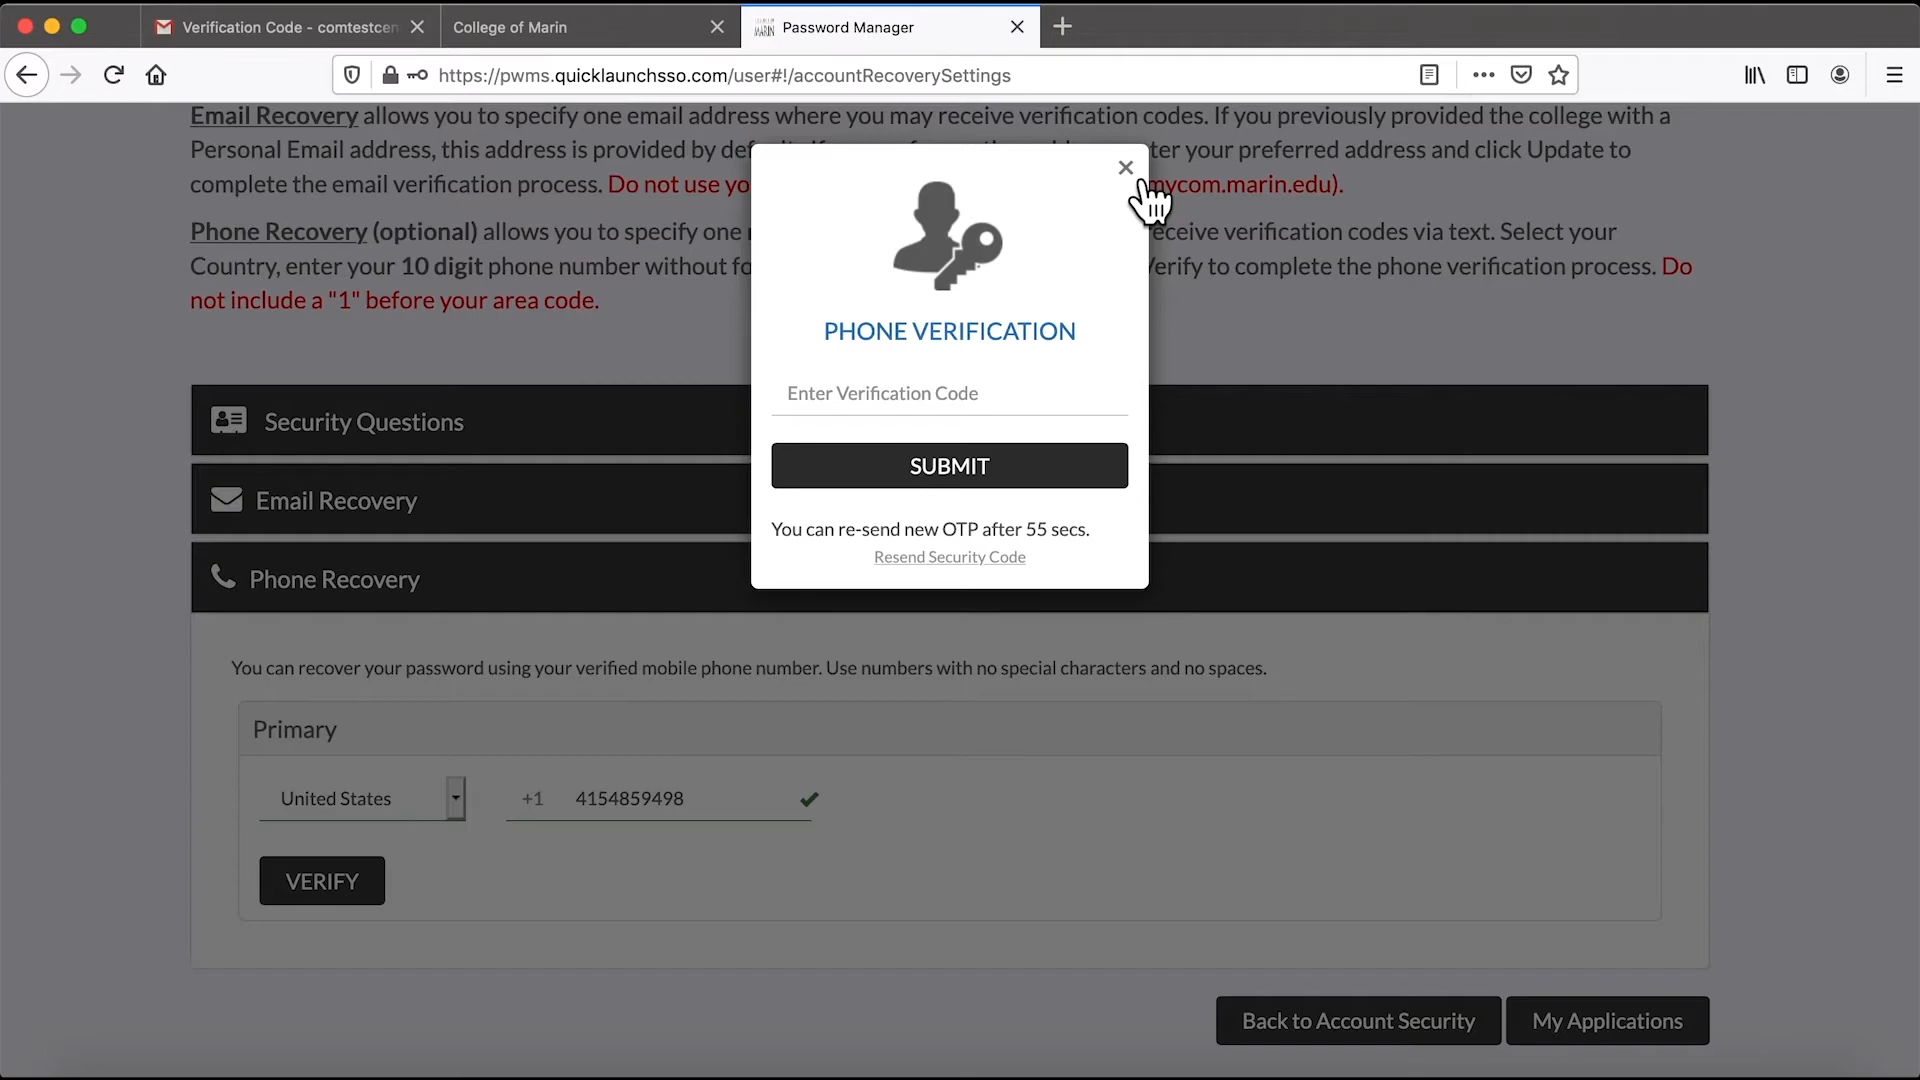 Verification Code - comtestcen
College of Marin
Password Manager
https://pwms.quicklaunchsso.com/user#!/accountRecoverySettings
Email Recovery allows you to specify one email address where you may receive verification codes. If you previously provided the college with a
Personal Email address, this address is provided by ter your preferred address and click Update to
complete the email verification process. Do not use yo mycom.marin.edu).
Phone Recovery (optional) allows you to specify one eceive verification codes via text. Select your
Country, enter your 10 digit phone number without fo Verify to complete the phone verification process. Do
not include a "1" before your area code.
PHONE VERIFICATION
Enter Verification Code
SUBMIT
You can re-send new OTP after 55 secs.
Resend Security Code
Security Questions
Email Recovery
Phone Recovery
You can recover your password using your verified mobile phone number. Use numbers with no special characters and no spaces.
Primary
United States +1 4154859498
VERIFY
Back to Account Security My Applications